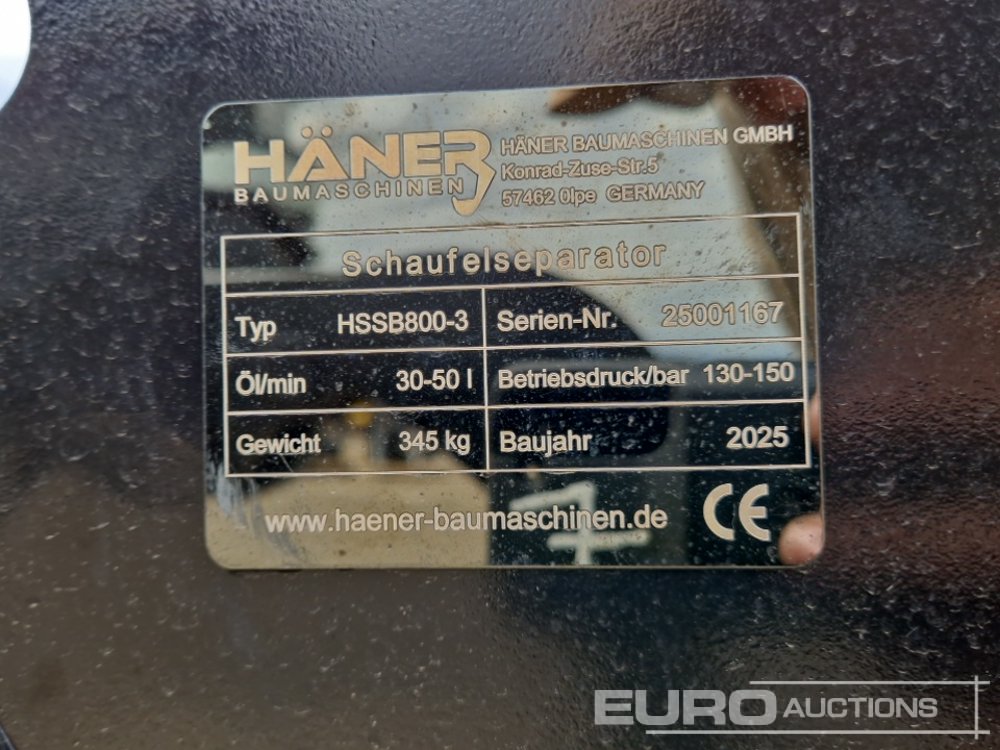 HÄNER
BAUMASCHINEN
HÄNER BAUMASCHINEN GMBH
Konrad-Zuse-Str.5
57462 Olpe GERMANY
Schaufelseparator
Typ HSSB800-3 Serien-Nr. 25001167
Öl/min 30-50 l Betriebsdruck/bar 130-150
Gewicht 345 kg Baujahr 2025
www.haener-baumaschinen.de CE
EURO AUCTIONS